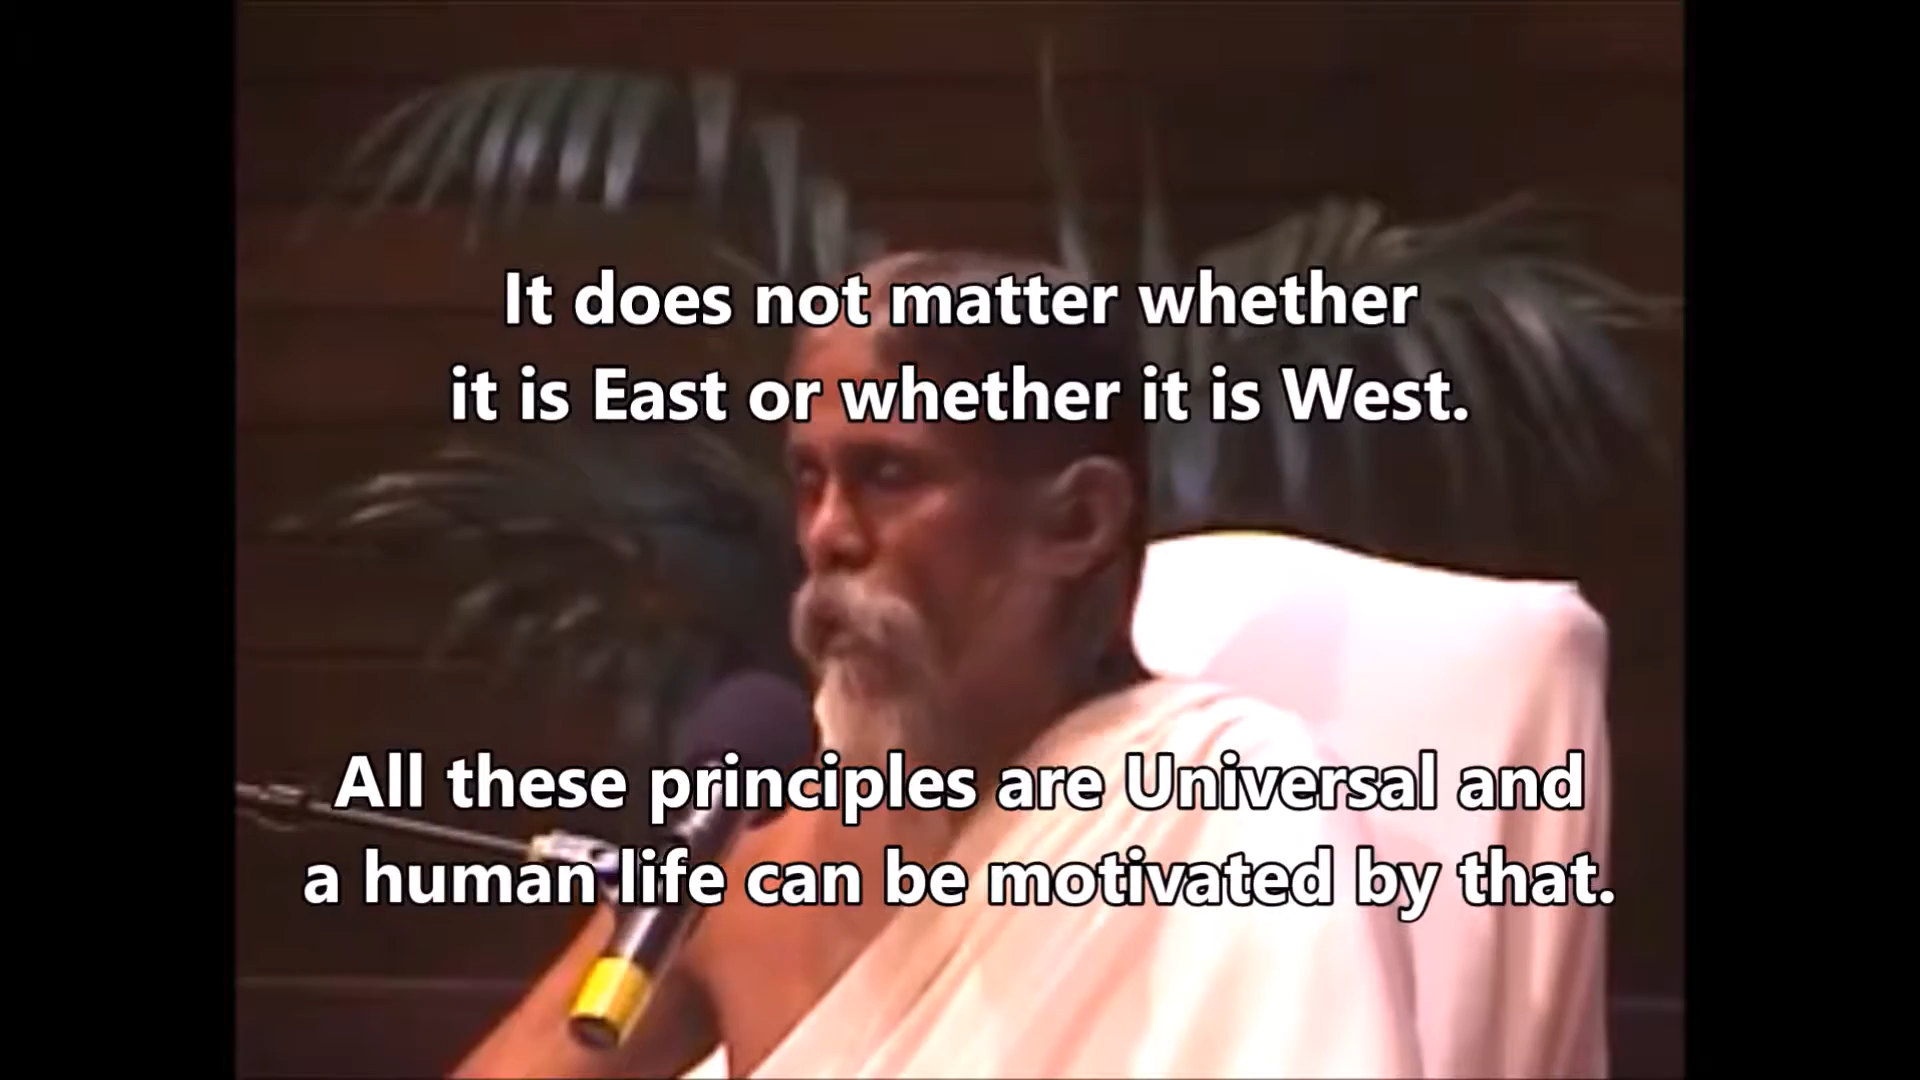 It does not matter whether
it is East or whether it is West.
All these principles are Universal and
a human life can be motivated by that.